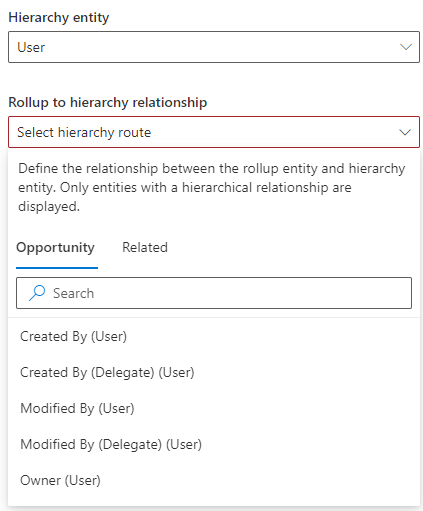 Hierarchy entity
User
Rollup to hierarchy relationship
Select hierarchy route
Define the relationship between the rollup entity and hierarchy
entity. Only entities with a hierarchical relationship are
displayed.
Opportunity Related
Search
Created By (User)
Created By (Delegate) (User)
Modified By (User)
Modified By (Delegate) (User)
Owner (User)